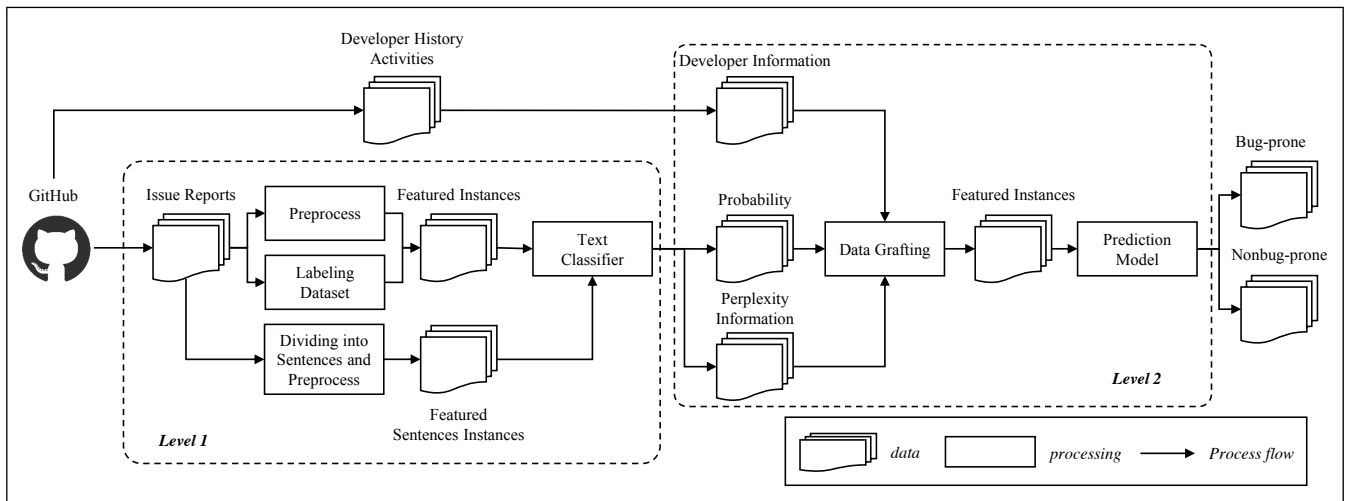 Developer History
Activities
Developer Information
GitHub
Issue Reports
Preprocess
Labeling
Dataset
Dividing into
Sentences and
Preprocess
Featured Instances
Featured
Sentences Instances
Text
Classifier
Level 1
Probability
Perplexity
Information
Data Grafting
Featured Instances
Prediction
Model
Level 2
Bug-prone
Nonbug-prone
data
processing
Process flow